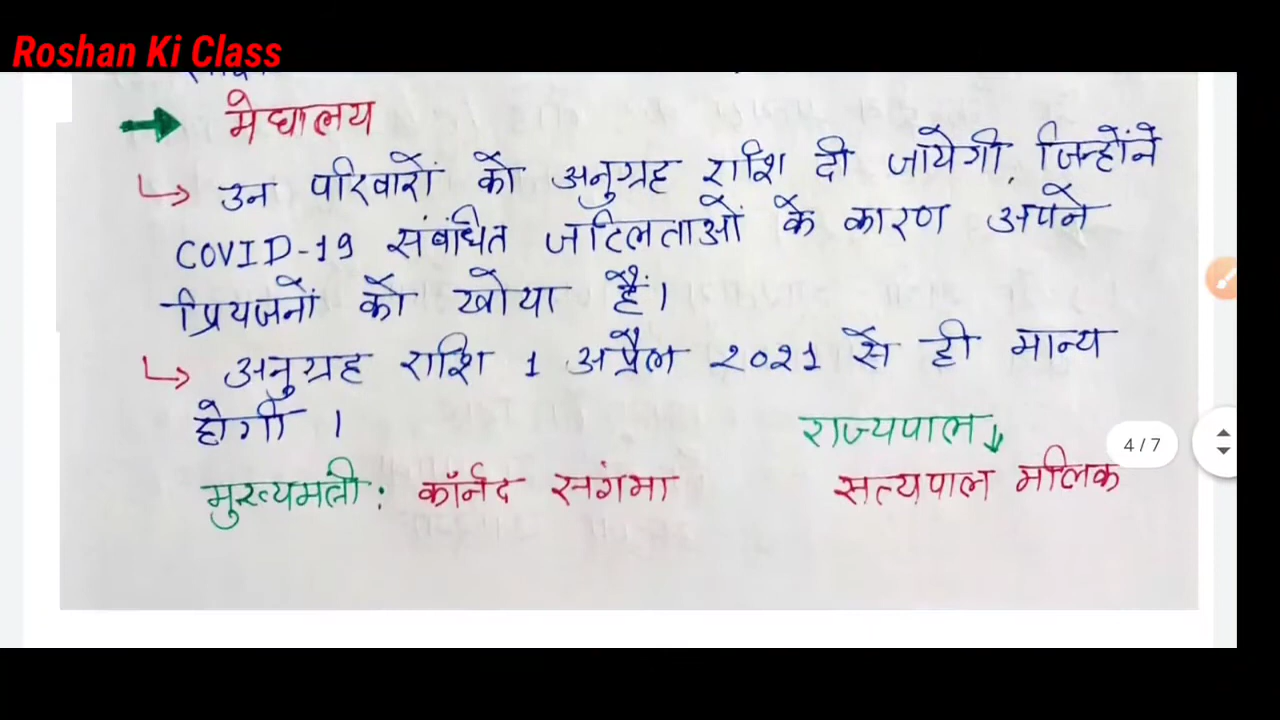 Roshan Ki Class
मेघालय
उन परिवारों को अनुग्रह राशि दी जायेगी, जिन्होंने
COVID-19 संबंधित जटिलताओं के कारण अपने
प्रियजनों को खोया हैं।
अनुग्रह राशि 1 अप्रैल 2021 से ही मान्य
होगी ।
राज्यपाल
4/7
मुख्यमंत्री: कॉर्नद संगमा
सत्यपाल मलिक